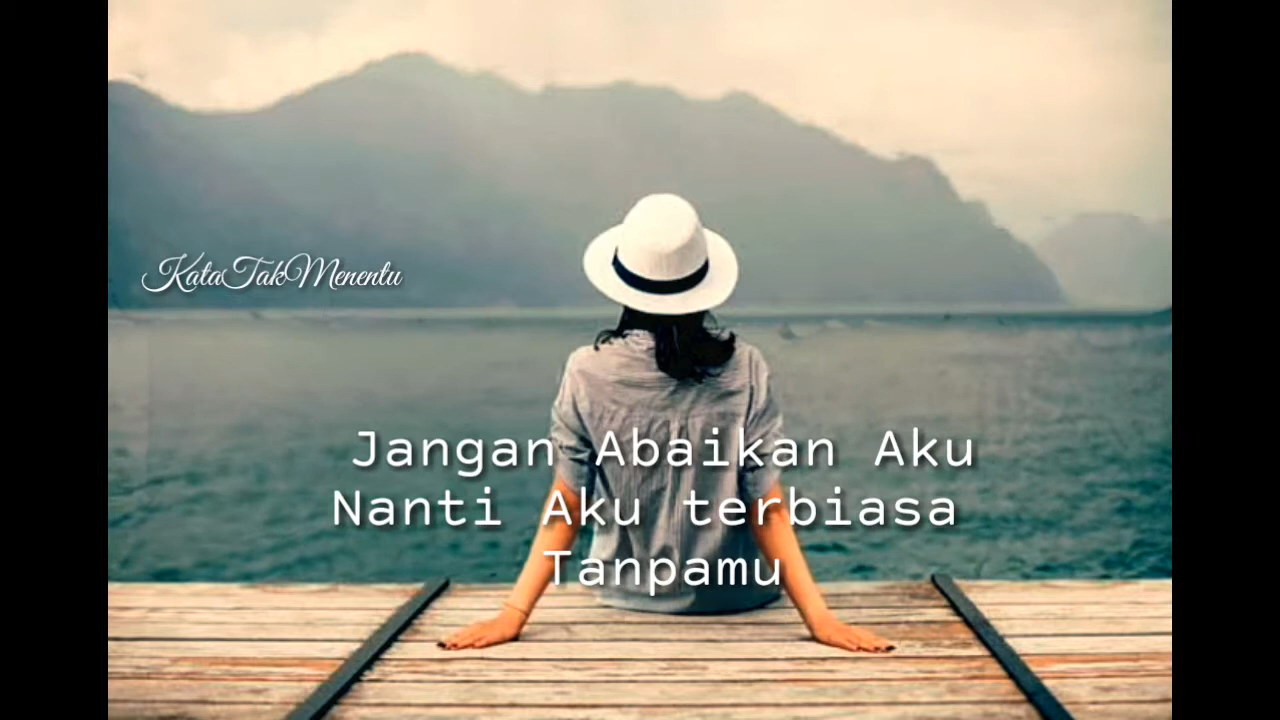 KataTakMenentu
Jangan Abaikan Aku
Nanti Aku terbiasa
Tanpamu